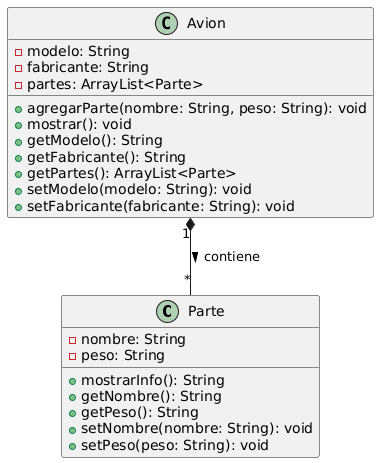 C Avion
modelo: String
fabricante: String
partes: ArrayList<Parte>
agregarParte(nombre: String, peso: String): void
mostrar(): void
getModelo(): String
getFabricante(): String
getPartes(): ArrayList<Parte>
setModelo(modelo: String): void
setFabricante(fabricante: String): void
1
contiene
*
C Parte
nombre: String
peso: String
mostrarInfo(): String
getNombre(): String
getPeso(): String
setNombre(nombre: String): void
setPeso(peso: String): void